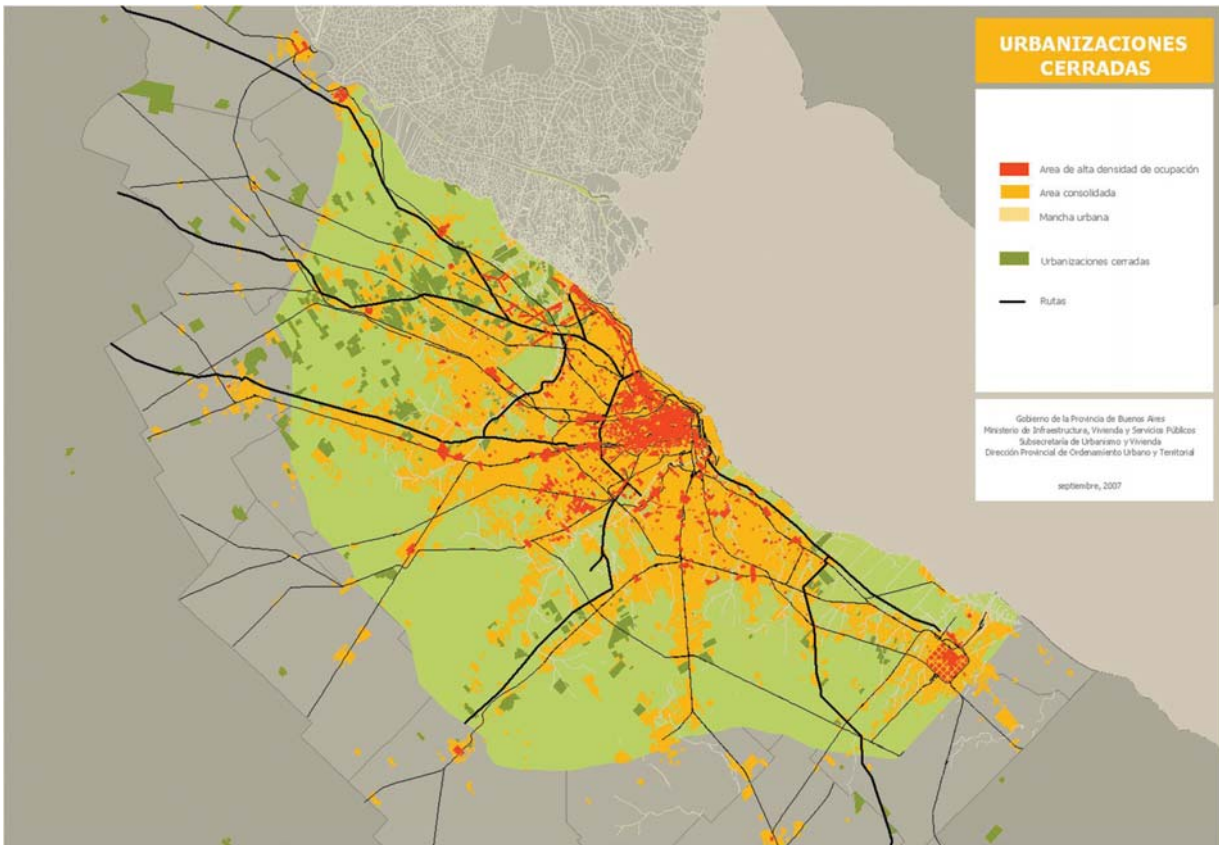 URBANIZACIONES
CERRADAS
Area de alta densidad de ocupación
Area consolidada
Mancha urbana
Urbanizaciones cerradas
Rutas
Gobierno de la Provincia de Buenos Aires
Ministerio de Infraestructura, Vivienda y Servicios Públicos
Subsecretaría de Urbanismo y Vivienda
Dirección Provincial de Ordenamiento Urbano y Territorial
septiembre, 2007